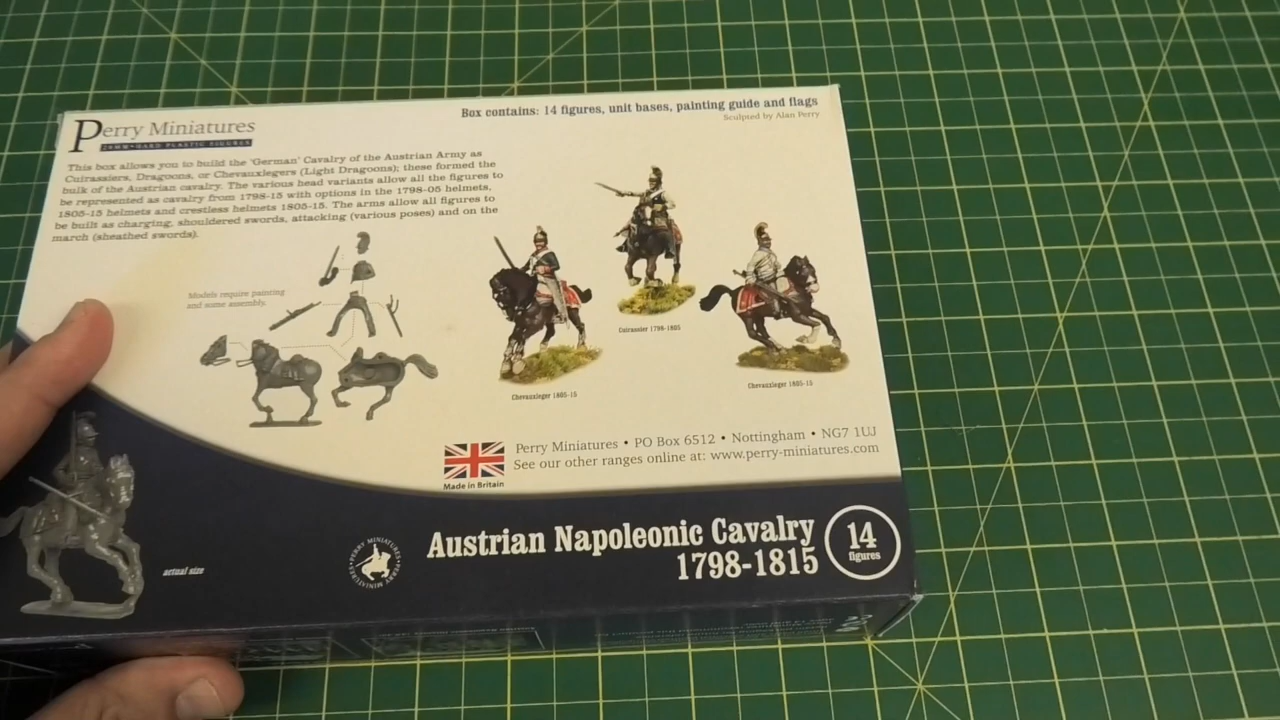 Box contains: 14 figures, unit bases, painting guide and flags
Sculpted by Alan Perry
Perry Miniatures
28MM HARD PLASTIC FIGURES
This box allows you to build the 'German' Cavalry of the Austrian Army as
Cuirassiers, Dragoons, or Chevauxlegers (Light Dragoons); these formed the
bulk of the Austrian cavalry. The various head variants allow all the figures to
be represented as cavalry from 1798-15 with options in the 1798-05 helmets,
1805-15 helmets and crestless helmets 1805-15. The arms allow all figures to
be built as charging, shouldered swords, attacking (various poses) and on the
march (sheathed swords).
Models require painting
and some assembly.
Cuirassier 1798-1805
Chevauxleger 1805-15
Chevauxleger 1805-15
Made in Britain
Perry Miniatures • PO Box 6512 • Nottingham • NG7 1UJ
See our other ranges online at: www.perry-miniatures.com
actual size
PERRY MINIATURES • PERRY MINIATURES •
Austrian Napoleonic Cavalry
1798-1815
14
figures